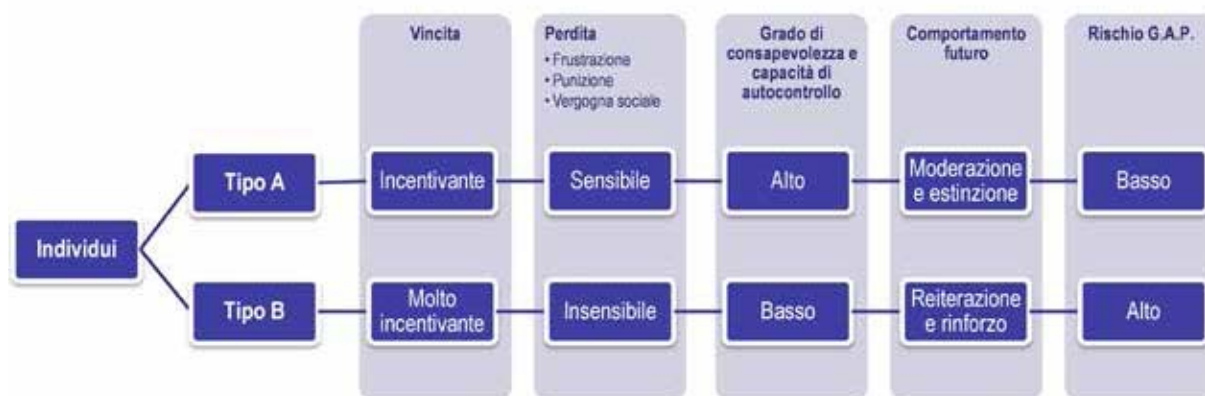 Vincita
Perdita
• Frustrazione
• Punizione
• Vergogna sociale
Grado di
consapevolezza e
capacità di
autocontrollo
Comportamento
futuro
Rischio G.A.P.
Individui
Tipo A
Incentivante
Sensibile
Alto
Moderazione
e estinzione
Basso
Tipo B
Molto
incentivante
Insensibile
Basso
Reiterazione
e rinforzo
Alto